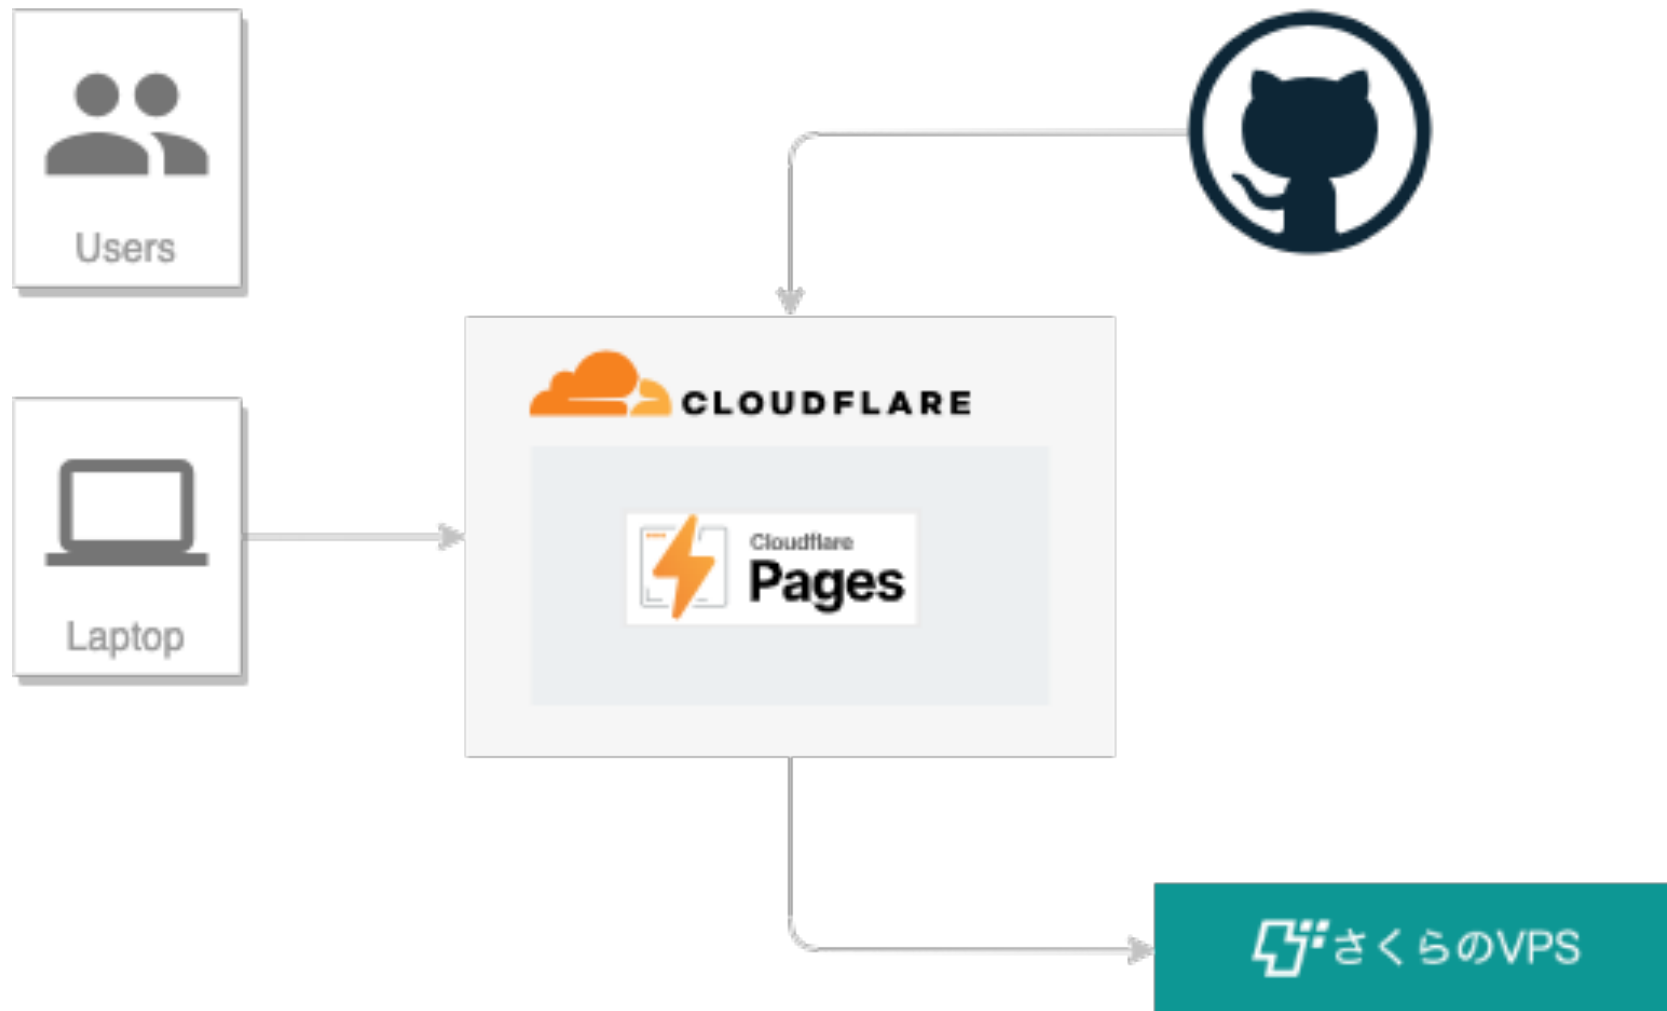 Users
CLOUDFLARE
Cloudflare
Pages
Laptop
さくらのVPS